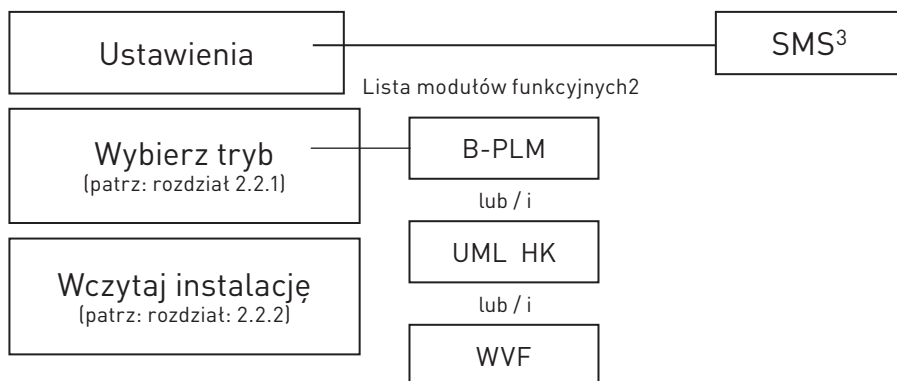 Ustawienia
SMS³
Lista modułów funkcyjnych2
Wybierz tryb
(patrz: rozdział 2.2.1)
B-PLM
lub / i
UML HK
Wczytaj instalację
(patrz: rozdział: 2.2.2)
lub / i
WVF